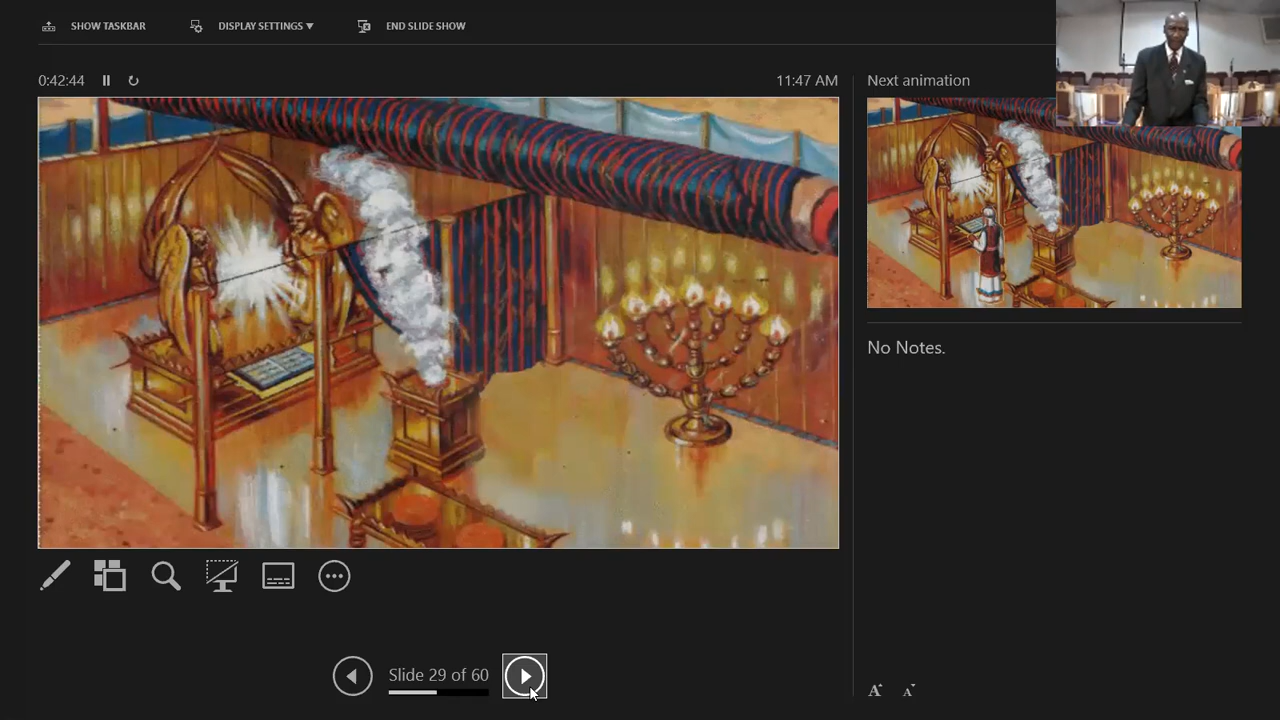 SHOW TASKBAR DISPLAY SETTINGS ▼ END SLIDE SHOW
0:42:44 11:47 AM Next animation
No Notes.
Slide 29 of 60
A A